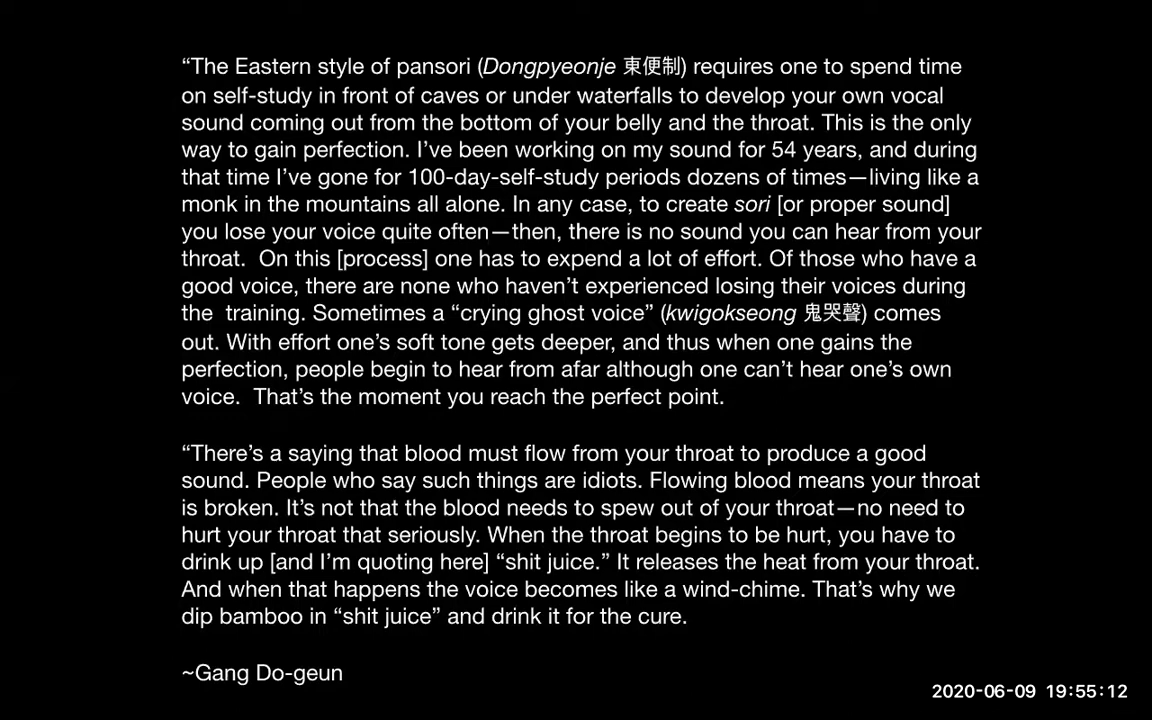 “The Eastern style of pansori (Dongpyeonje 東便制) requires one to spend time
on self-study in front of caves or under waterfalls to develop your own vocal
sound coming out from the bottom of your belly and the throat. This is the only
way to gain perfection. I’ve been working on my sound for 54 years, and during
that time I’ve gone for 100-day-self-study periods dozens of times—living like a
monk in the mountains all alone. In any case, to create sori [or proper sound]
you lose your voice quite often—then, there is no sound you can hear from your
throat.  On this [process] one has to expend a lot of effort. Of those who have a
good voice, there are none who haven’t experienced losing their voices during
the  training. Sometimes a “crying ghost voice” (kwigokseong 鬼哭聲) comes
out. With effort one’s soft tone gets deeper, and thus when one gains the
perfection, people begin to hear from afar although one can’t hear one’s own
voice.  That’s the moment you reach the perfect point.
“There’s a saying that blood must flow from your throat to produce a good
sound. People who say such things are idiots. Flowing blood means your throat
is broken. It’s not that the blood needs to spew out of your throat—no need to
hurt your throat that seriously. When the throat begins to be hurt, you have to
drink up [and I’m quoting here] “shit juice.” It releases the heat from your throat.
And when that happens the voice becomes like a wind-chime. That’s why we
dip bamboo in “shit juice” and drink it for the cure.
~Gang Do-geun
2020-06-09 19:55:12